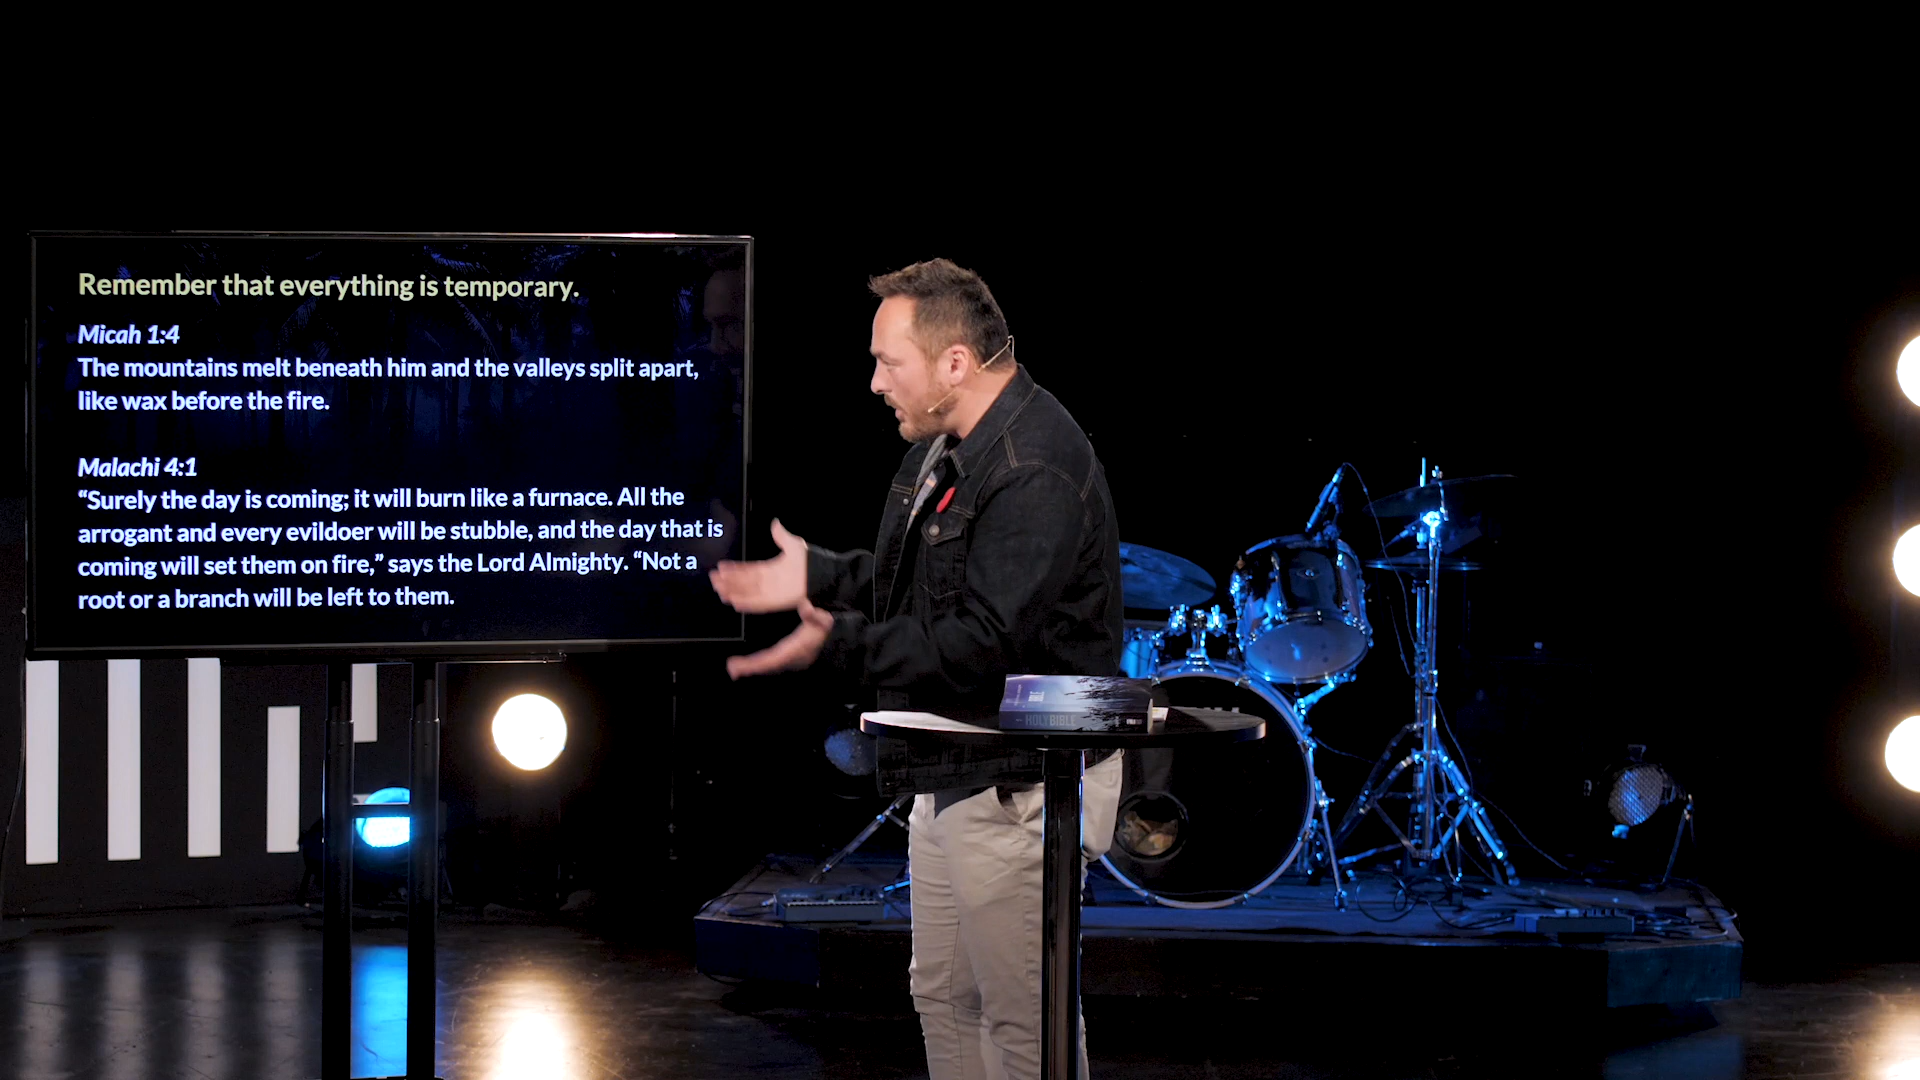 Remember that everything is temporary.
Micah 1:4
The mountains melt beneath him and the valleys split apart,
like wax before the fire.
Malachi 4:1
“Surely the day is coming; it will burn like a furnace. All the
arrogant and every evildoer will be stubble, and the day that is
coming will set them on fire,” says the Lord Almighty. “Not a
root or a branch will be left to them.
BIBLE
HOLY BIBLE